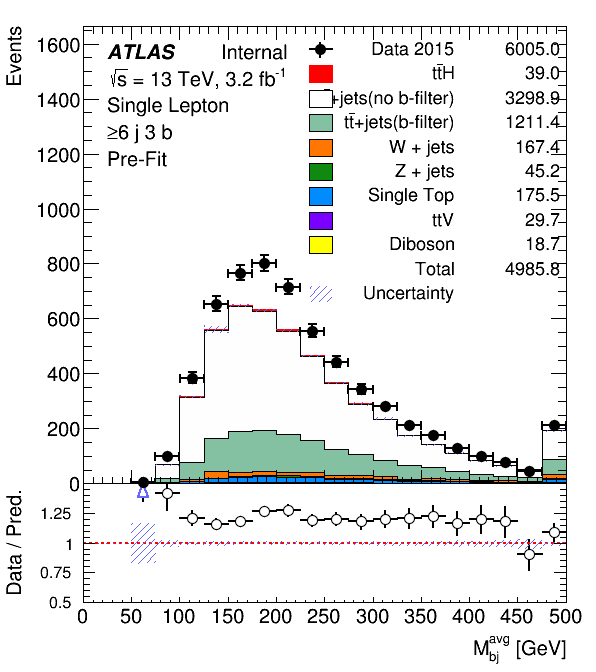 Events
1600
1400
1200
1000
800
600
400
200
0
ATLAS Internal
√s = 13 TeV, 3.2 fb-1
Single Lepton
≥6 j 3 b
Pre-Fit
Data 2015 6005.0
tt̄H 39.0
+jets(no b-filter) 3298.9
tt̄+jets(b-filter) 1211.4
W + jets 167.4
Z + jets 45.2
Single Top 175.5
ttV 29.7
Diboson 18.7
Total 4985.8
Uncertainty
Data / Pred.
1.25
1
0.75
0.5
0 50 100 150 200 250 300 350 400 450 500
M_bj^avg [GeV]